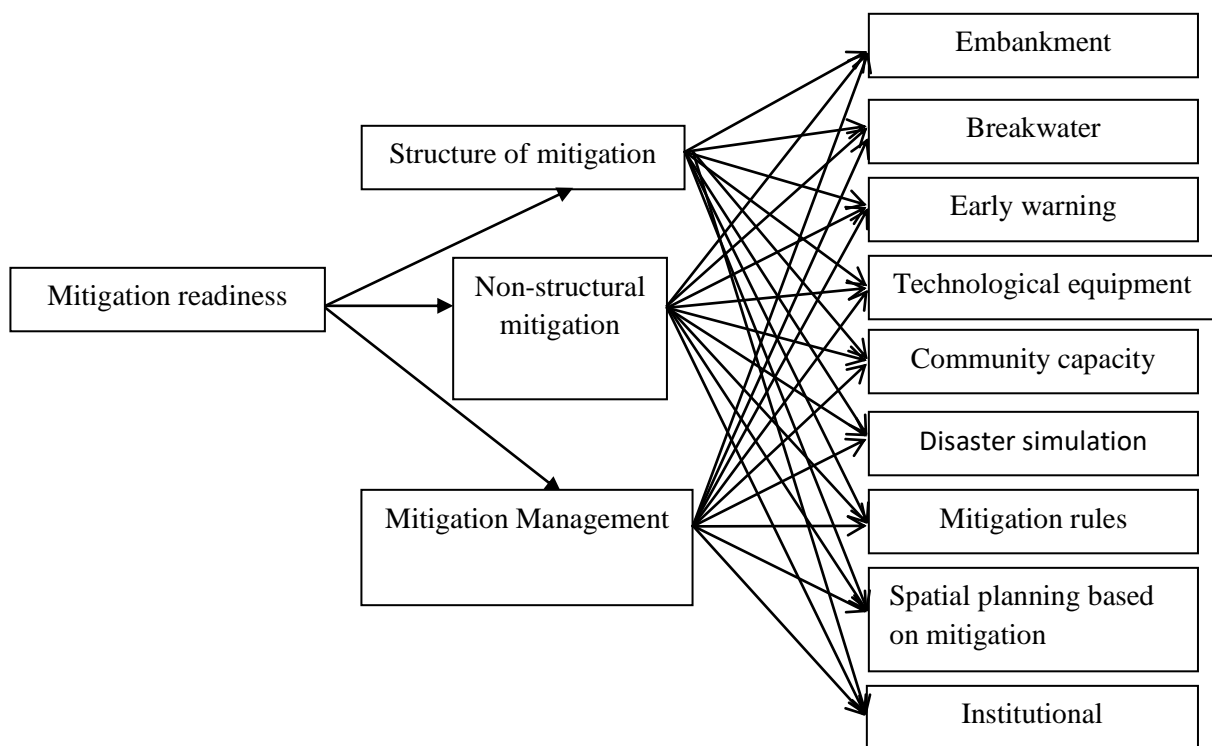 Mitigation readiness
Structure of mitigation
Non-structural
mitigation
Mitigation Management
Embankment
Breakwater
Early warning
Technological equipment
Community capacity
Disaster simulation
Mitigation rules
Spatial planning based
on mitigation
Institutional